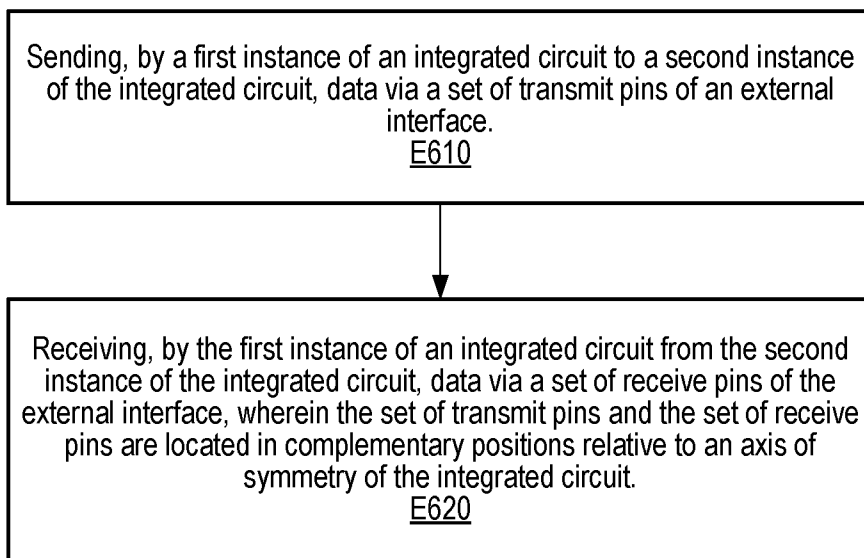 Sending, by a first instance of an integrated circuit to a second instance
of the integrated circuit, data via a set of transmit pins of an external
interface.
E610
Receiving, by the first instance of an integrated circuit from the second
instance of the integrated circuit, data via a set of receive pins of the
external interface, wherein the set of transmit pins and the set of receive
pins are located in complementary positions relative to an axis of
symmetry of the integrated circuit.
E620